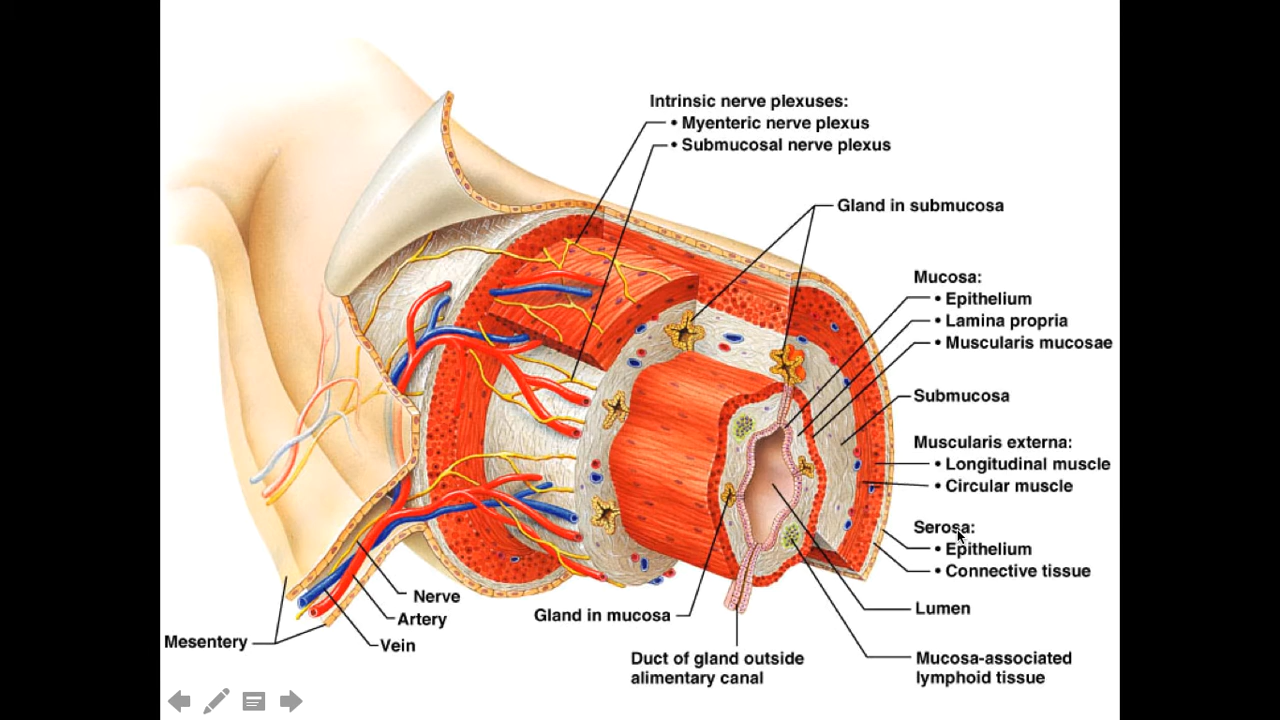 Intrinsic nerve plexuses:
• Myenteric nerve plexus
• Submucosal nerve plexus
Gland in submucosa
Mucosa:
• Epithelium
• Lamina propria
• Muscularis mucosae
Submucosa
Muscularis externa:
• Longitudinal muscle
• Circular muscle
Serosa:
• Epithelium
• Connective tissue
Nerve
Artery
Vein
Mesentery
Gland in mucosa
Lumen
Duct of gland outside
alimentary canal
Mucosa-associated
lymphoid tissue